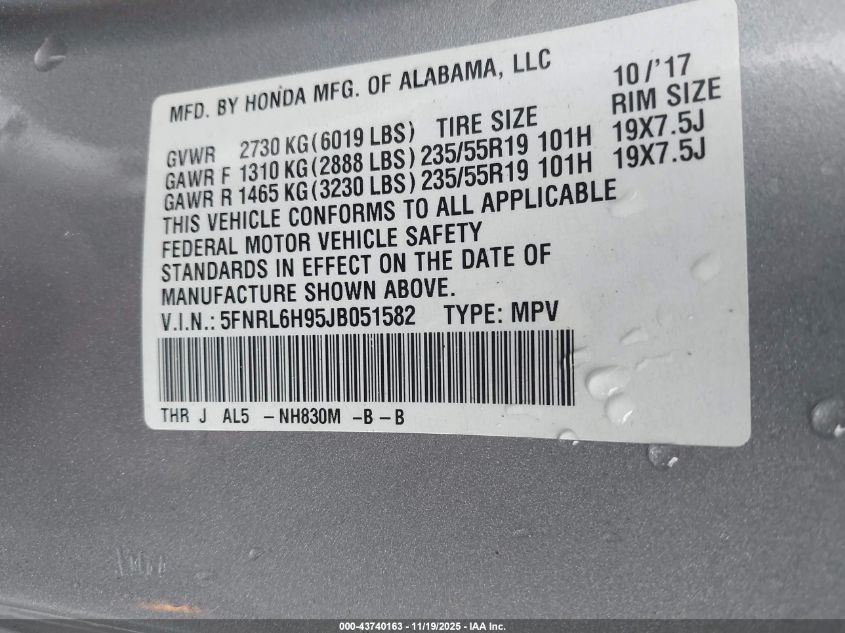 MFD. BY HONDA MFG. OF ALABAMA, LLC 10/'17
GVWR 2730 KG(6019 LBS) TIRE SIZE RIM SIZE
GAWR F 1310 KG(2888 LBS) 235/55R19 101H 19X7.5J
GAWR R 1465 KG(3230 LBS) 235/55R19 101H 19X7.5J
THIS VEHICLE CONFORMS TO ALL APPLICABLE
FEDERAL MOTOR VEHICLE SAFETY
STANDARDS IN EFFECT ON THE DATE OF
MANUFACTURE SHOWN ABOVE.
V.I.N.: 5FNRL6H95JB051582 TYPE: MPV
THR J AL5 - NH830M - B - B
000-43740163 - 11/19/2025 - IAA Inc.